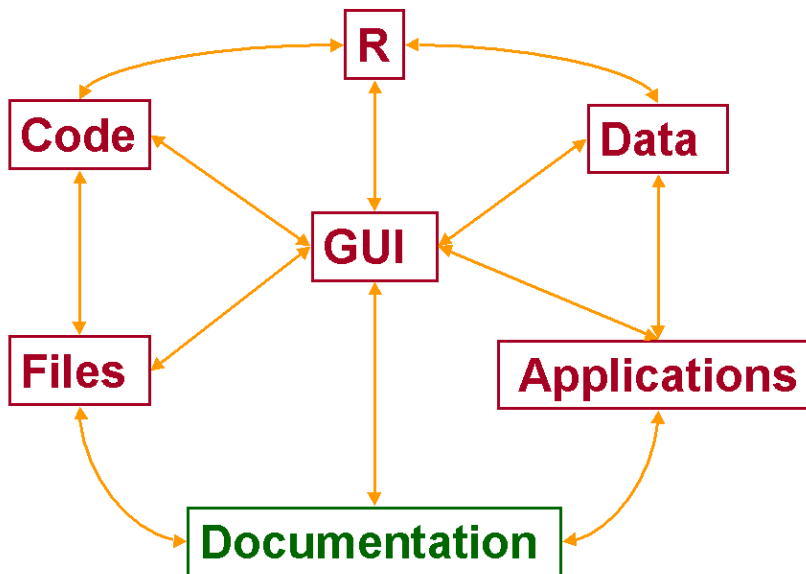 R
Code
Data
GUI
Files
Applications
Documentation